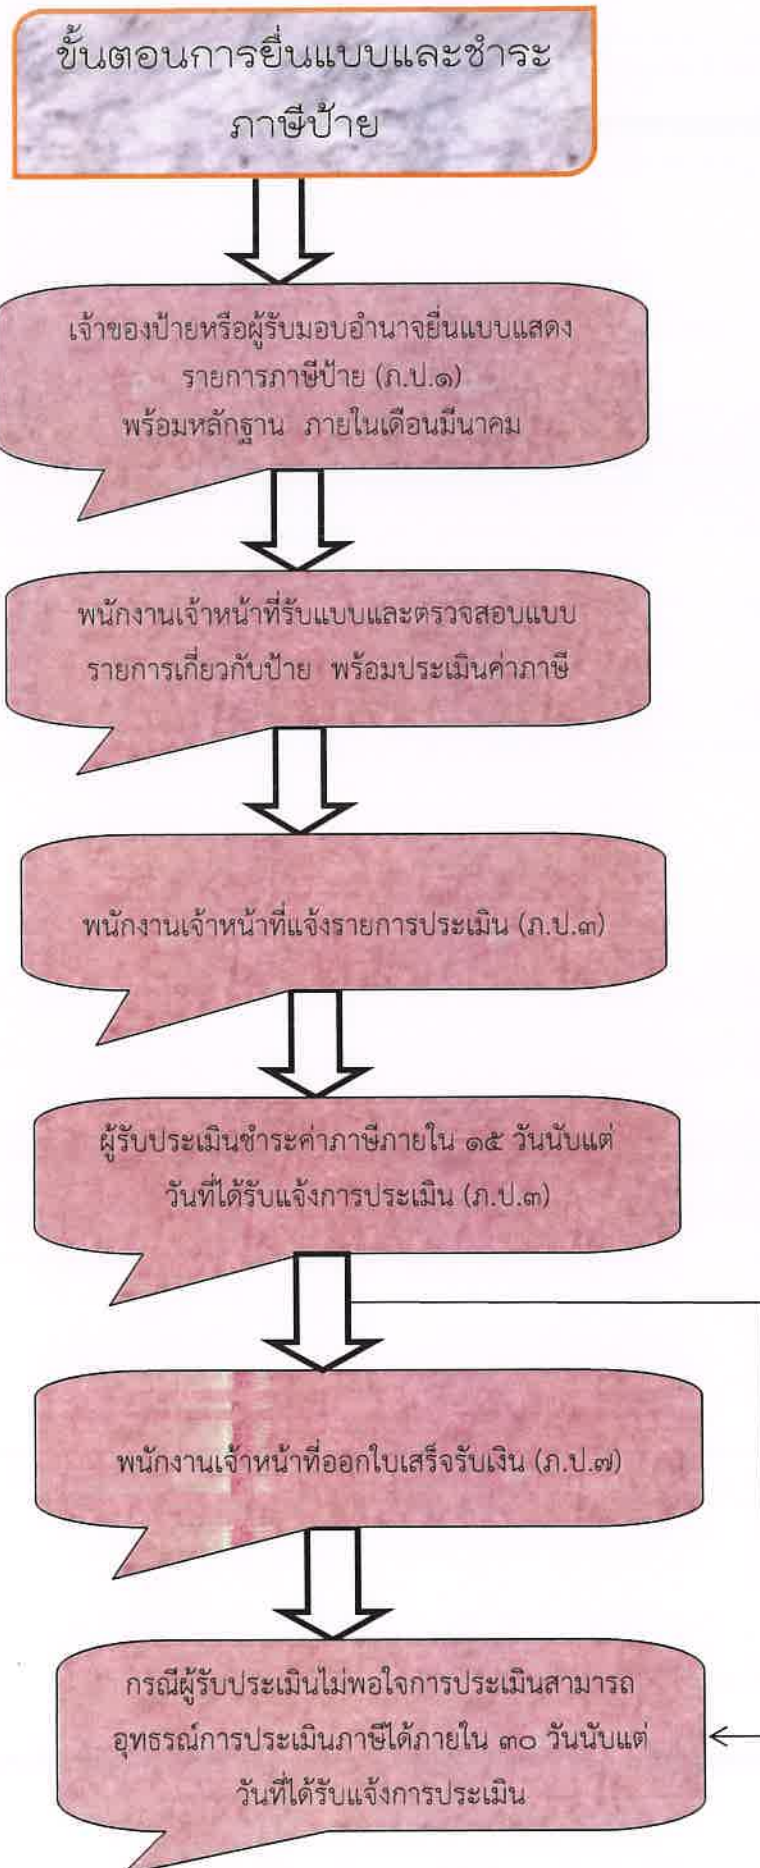 ขั้นตอนการยื่นแบบและชำระ
ภาษีป้าย
เจ้าของป้ายหรือผู้รับมอบอำนาจยื่นแบบแสดง
รายการภาษีป้าย (ภ.ป.๑)
พร้อมหลักฐาน ภายในเดือนมีนาคม
พนักงานเจ้าหน้าที่รับแบบและตรวจสอบแบบ
รายการเกี่ยวกับป้าย พร้อมประเมินค่าภาษี
พนักงานเจ้าหน้าที่แจ้งรายการประเมิน (ภ.ป.๓)
ผู้รับประเมินชำระค่าภาษีภายใน ๑๕ วันนับแต่
วันที่ได้รับแจ้งการประเมิน (ภ.ป.๓)
พนักงานเจ้าหน้าที่ออกใบเสร็จรับเงิน (ภ.ป.๗)
กรณีผู้รับประเมินไม่พอใจการประเมินสามารถ
อุทธรณ์การประเมินภาษีได้ภายใน ๓๐ วันนับแต่
วันที่ได้รับแจ้งการประเมิน